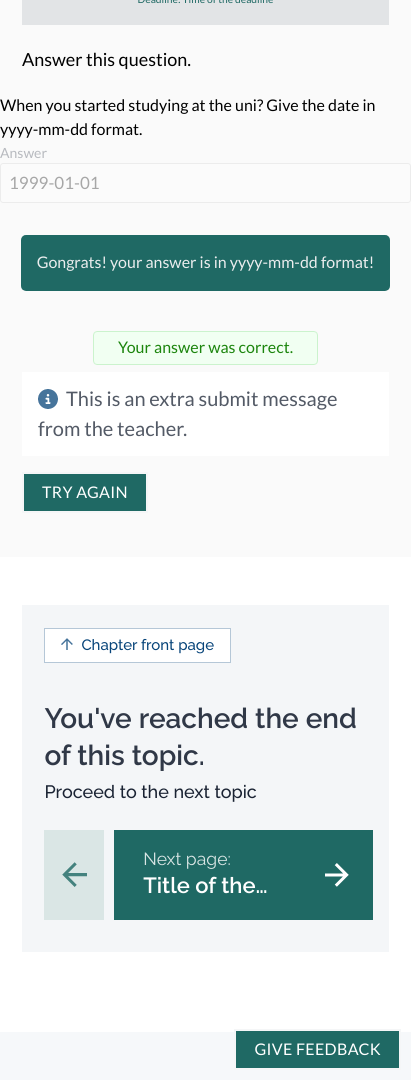 Deadline: Time of the deadline
Answer this question.
When you started studying at the uni? Give the date in
yyyy-mm-dd format.
Answer
1999-01-01
Gongrats! your answer is in yyyy-mm-dd format!
Your answer was correct.
This is an extra submit message
from the teacher.
TRY AGAIN
Chapter front page
You've reached the end
of this topic.
Proceed to the next topic
Next page:
Title of the...
GIVE FEEDBACK